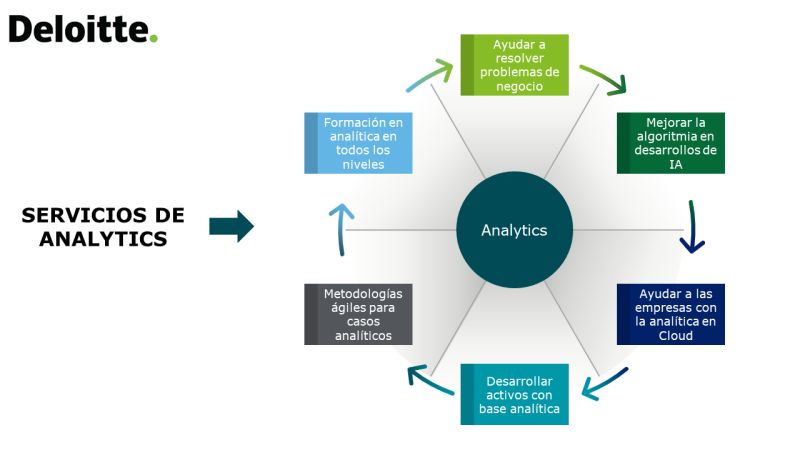 Deloitte.
Ayudar a
resolver
problemas de
negocio
Formación en
analítica en
todos los
niveles
Mejorar la
algoritmia en
desarrollos de
IA
SERVICIOS DE
ANALYTICS
Analytics
Metodologías
ágiles para
casos
analíticos
Ayudar a las
empresas con
la analítica en
Cloud
Desarrollar
activos con
base analítica